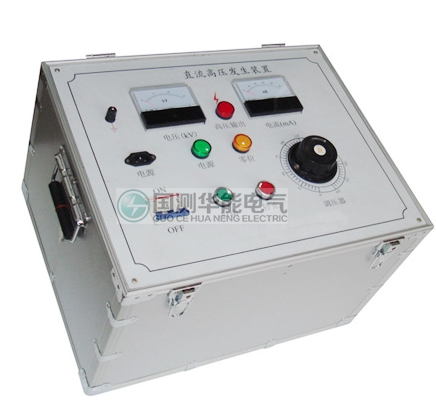 直流高压发生装置
kV
mA
电压(kV)
高压输出
电流(mA)
电源
电源
零位
ON
OFF
调压器
国测华能电气
GUO CE HUA NENG ELECTRIC